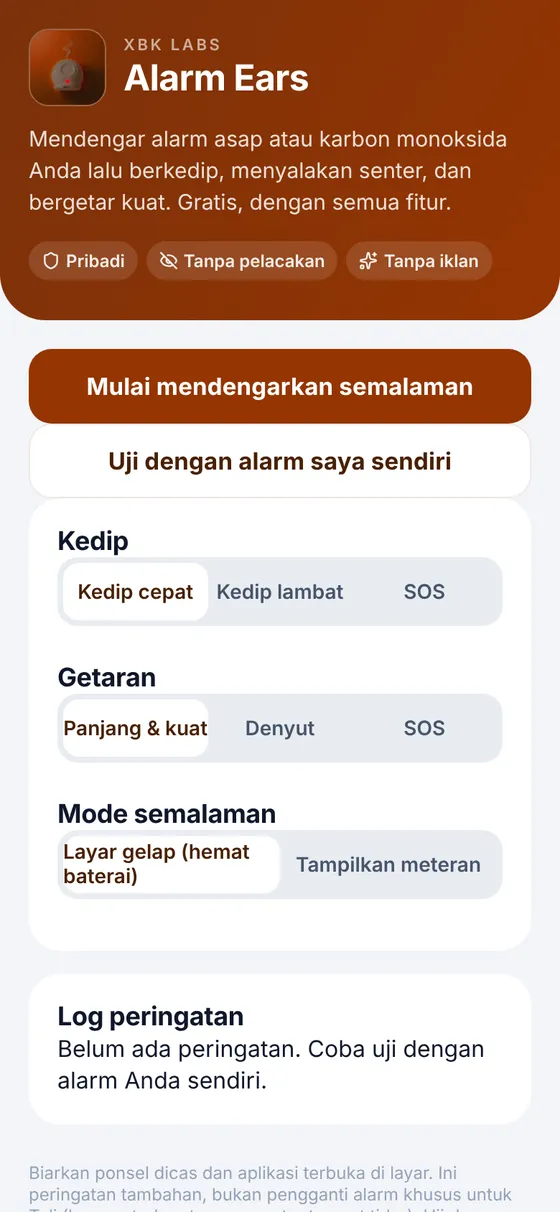 XBK LABS
Alarm Ears
Mendengar alarm asap atau karbon monoksida
Anda lalu berkedip, menyalakan senter, dan
bergetar kuat. Gratis, dengan semua fitur.
Pribadi
Tanpa pelacakan
Tanpa iklan
Mulai mendengarkan semalaman
Uji dengan alarm saya sendiri
Kedip
Kedip cepat
Kedip lambat
SOS
Getaran
Panjang & kuat
Denyut
SOS
Mode semalaman
Layar gelap (hemat
baterai)
Tampilkan meteran
Log peringatan
Belum ada peringatan. Coba uji dengan
alarm Anda sendiri.
Biarkan ponsel dicas dan aplikasi terbuka di layar. Ini
peringatan tambahan, bukan pengganti alarm khusus untuk